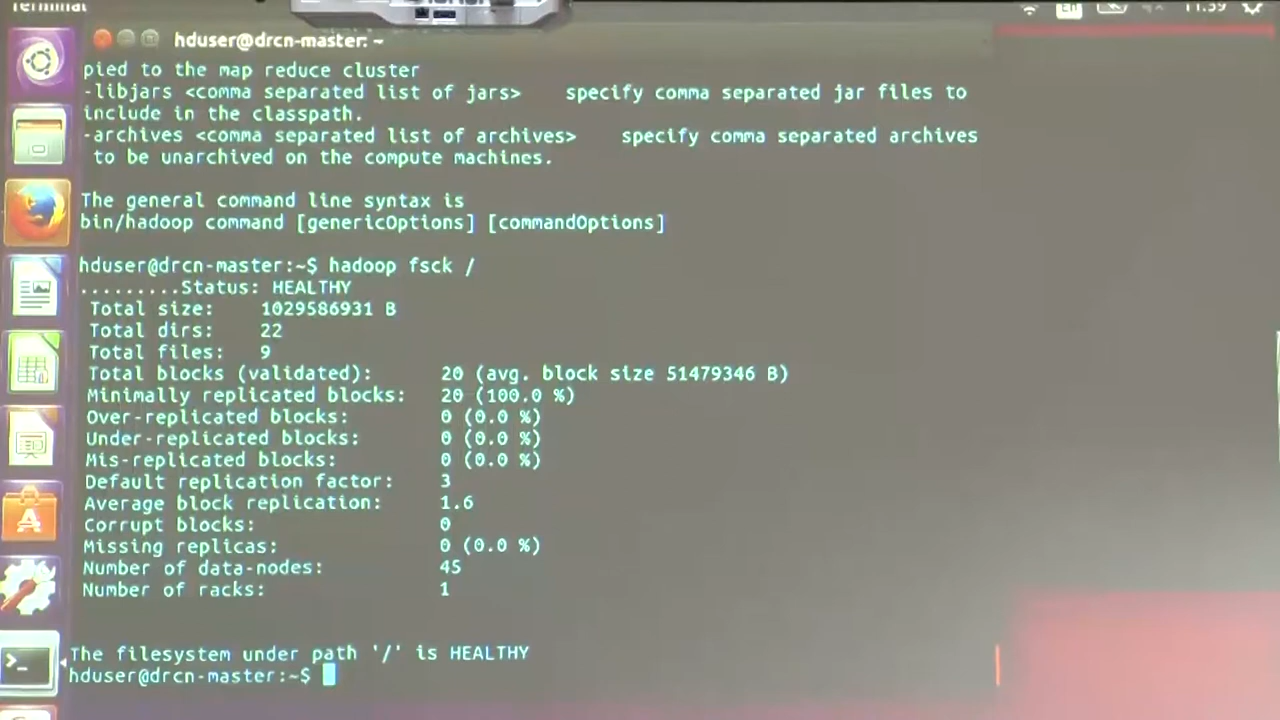 Terminal
En
11:39
hduser@drcn-master: ~
pied to the map reduce cluster
-libjars <comma separated list of jars>    specify comma separated jar files to
include in the classpath.
-archives <comma separated list of archives>    specify comma separated archives
to be unarchived on the compute machines.
The general command line syntax is
bin/hadoop command [genericOptions] [commandOptions]
hduser@drcn-master:~$ hadoop fsck /
.........Status: HEALTHY
Total size:    1029586931 B
Total dirs:    22
Total files:   9
Total blocks (validated):      20 (avg. block size 51479346 B)
Minimally replicated blocks:   20 (100.0 %)
Over-replicated blocks:        0 (0.0 %)
Under-replicated blocks:       0 (0.0 %)
Mis-replicated blocks:         0 (0.0 %)
Default replication factor:    3
Average block replication:     1.6
Corrupt blocks:                0
Missing replicas:              0 (0.0 %)
Number of data-nodes:          45
Number of racks:               1
The filesystem under path '/' is HEALTHY
hduser@drcn-master:~$